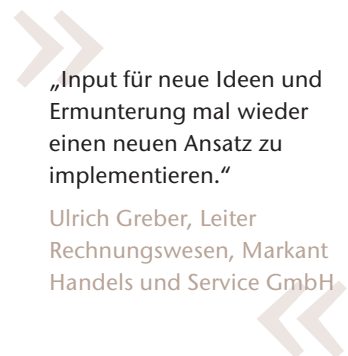 „Input für neue Ideen und
Ermunterung mal wieder
einen neuen Ansatz zu
implementieren.“
Ulrich Greber, Leiter
Rechnungswesen, Markant
Handels und Service GmbH